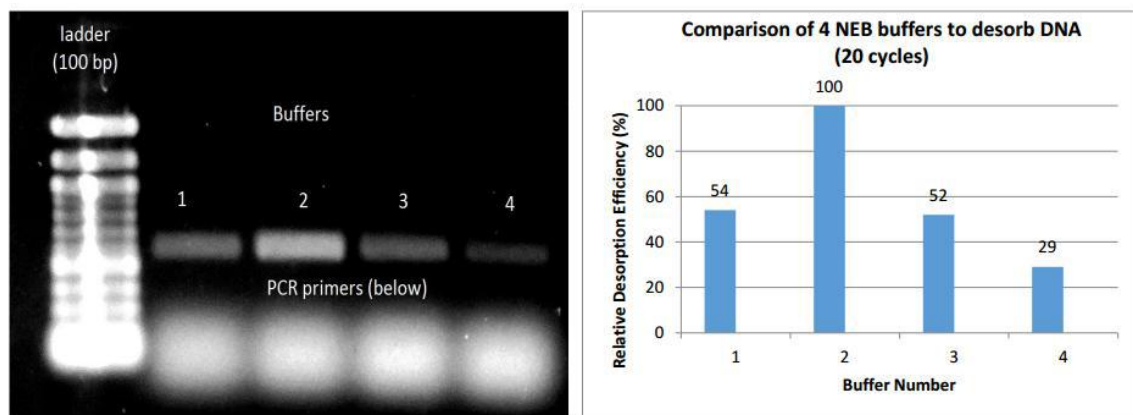 ladder
(100 bp)
Buffers
1
2
3
4
PCR primers (below)
Comparison of 4 NEB buffers to desorb DNA
(20 cycles)
Relative Desorption Efficiency (%)
100
80
60
40
20
0
54
100
52
29
1
2
3
4
Buffer Number